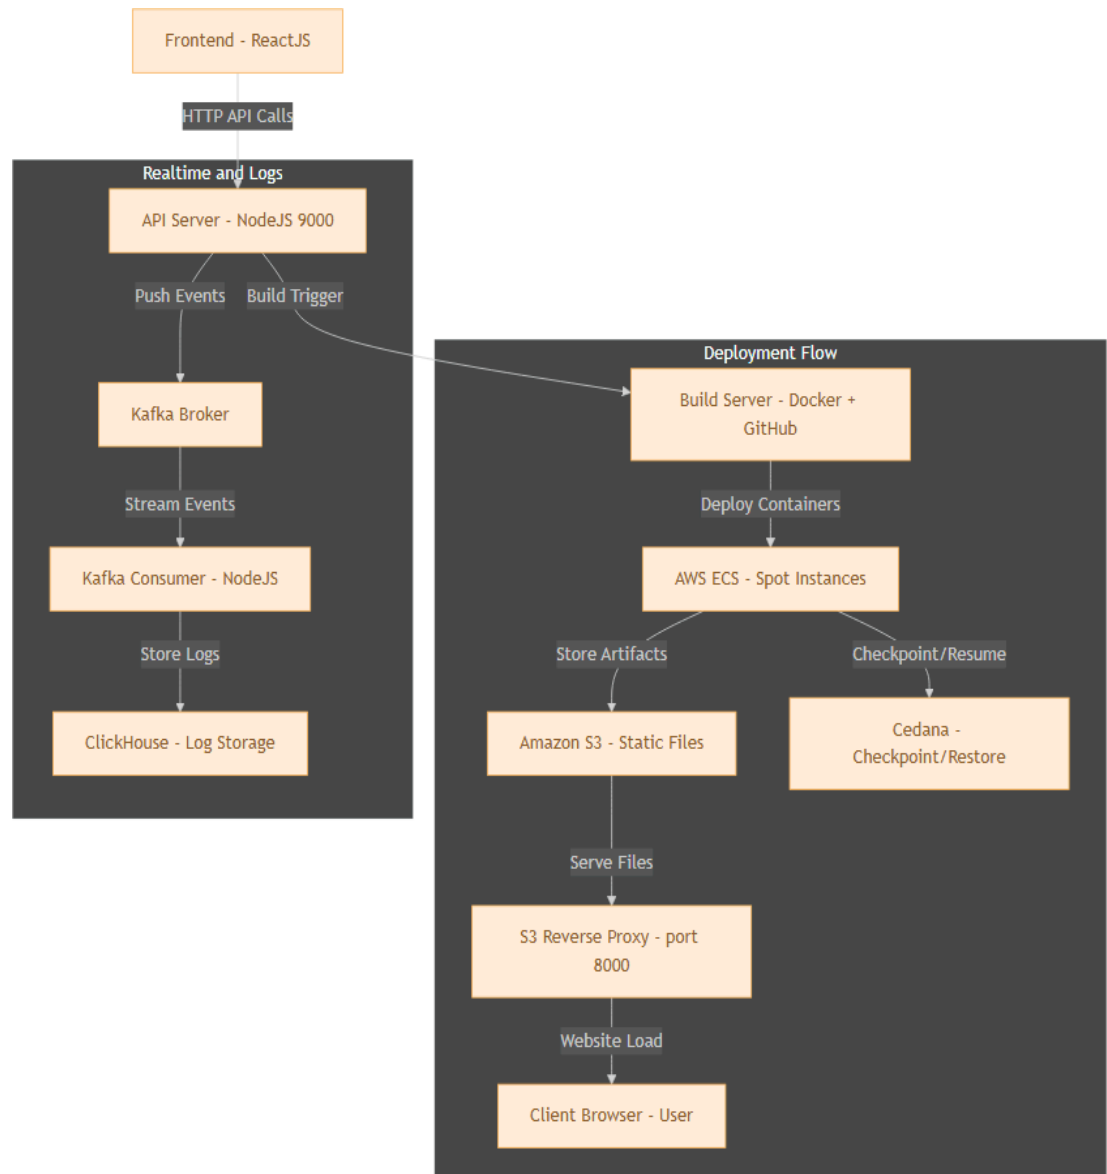 Frontend - ReactJS
HTTP API Calls
Realtime and Logs
API Server - NodeJS 9000
Push Events
Build Trigger
Kafka Broker
Stream Events
Kafka Consumer - NodeJS
Store Logs
ClickHouse - Log Storage
Deployment Flow
Build Server - Docker +
GitHub
Deploy Containers
AWS ECS - Spot Instances
Store Artifacts
Checkpoint/Resume
Amazon S3 - Static Files
Cedana -
Checkpoint/Restore
Serve Files
S3 Reverse Proxy - port
8000
Website Load
Client Browser - User